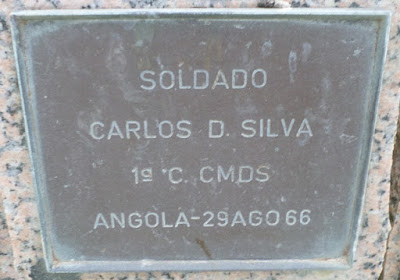 SOLDADO
CARLOS D. SILVA
1º C. CMDS
ANGOLA-29AGO66